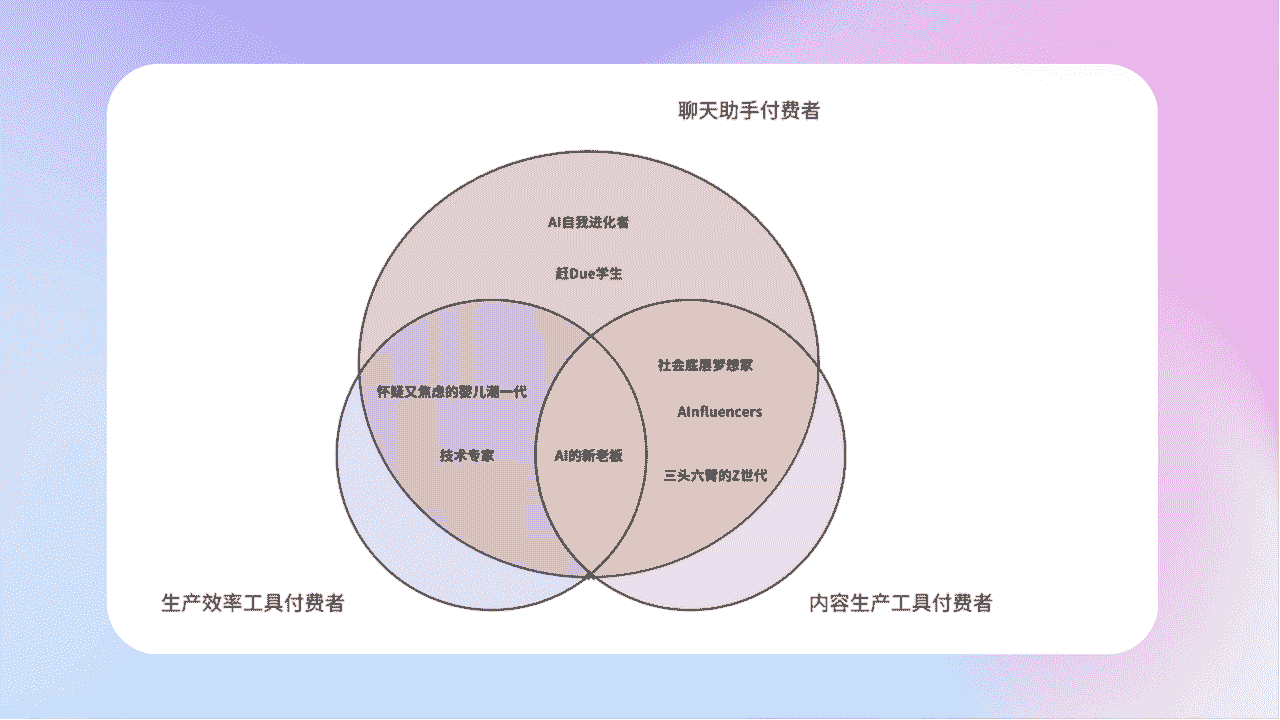 聊天助手付费者
AI自我进化者
赶Due学生
社会底层梦想家
怀疑又焦虑的婴儿潮一代
AInfluencers
技术专家
AI的新老板
三头六臂的Z世代
生产效率工具付费者
内容生产工具付费者